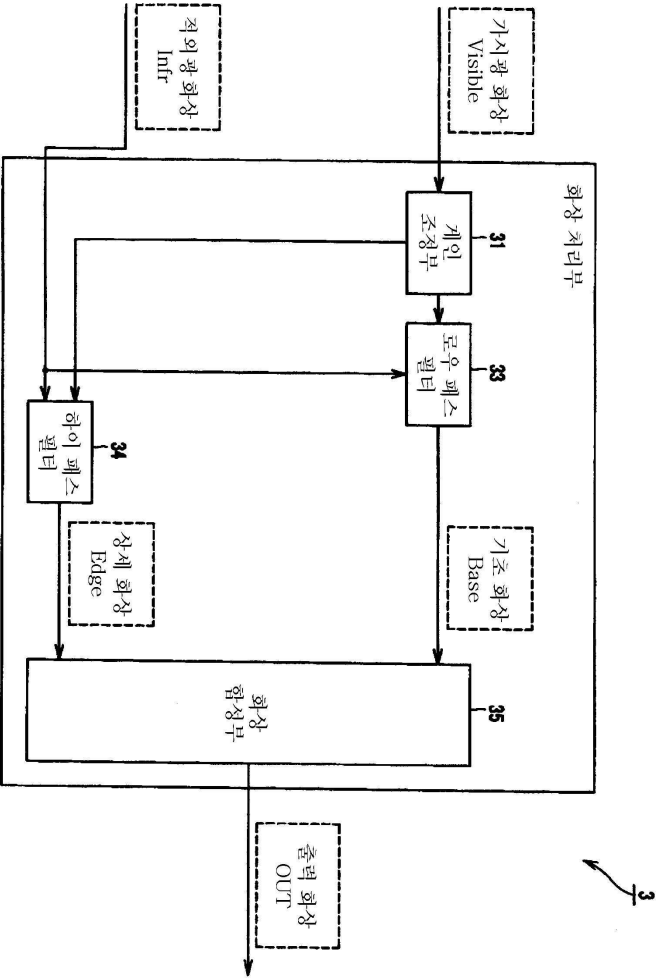 3
화상 처리부
가시광 화상
Visible
31
게인
조정부
33
로우 패스
필터
기초 화상
Base
35
화상
합성부
적외광 화상
Infr
34
하이 패스
필터
상세 화상
Edge
출력 화상
OUT